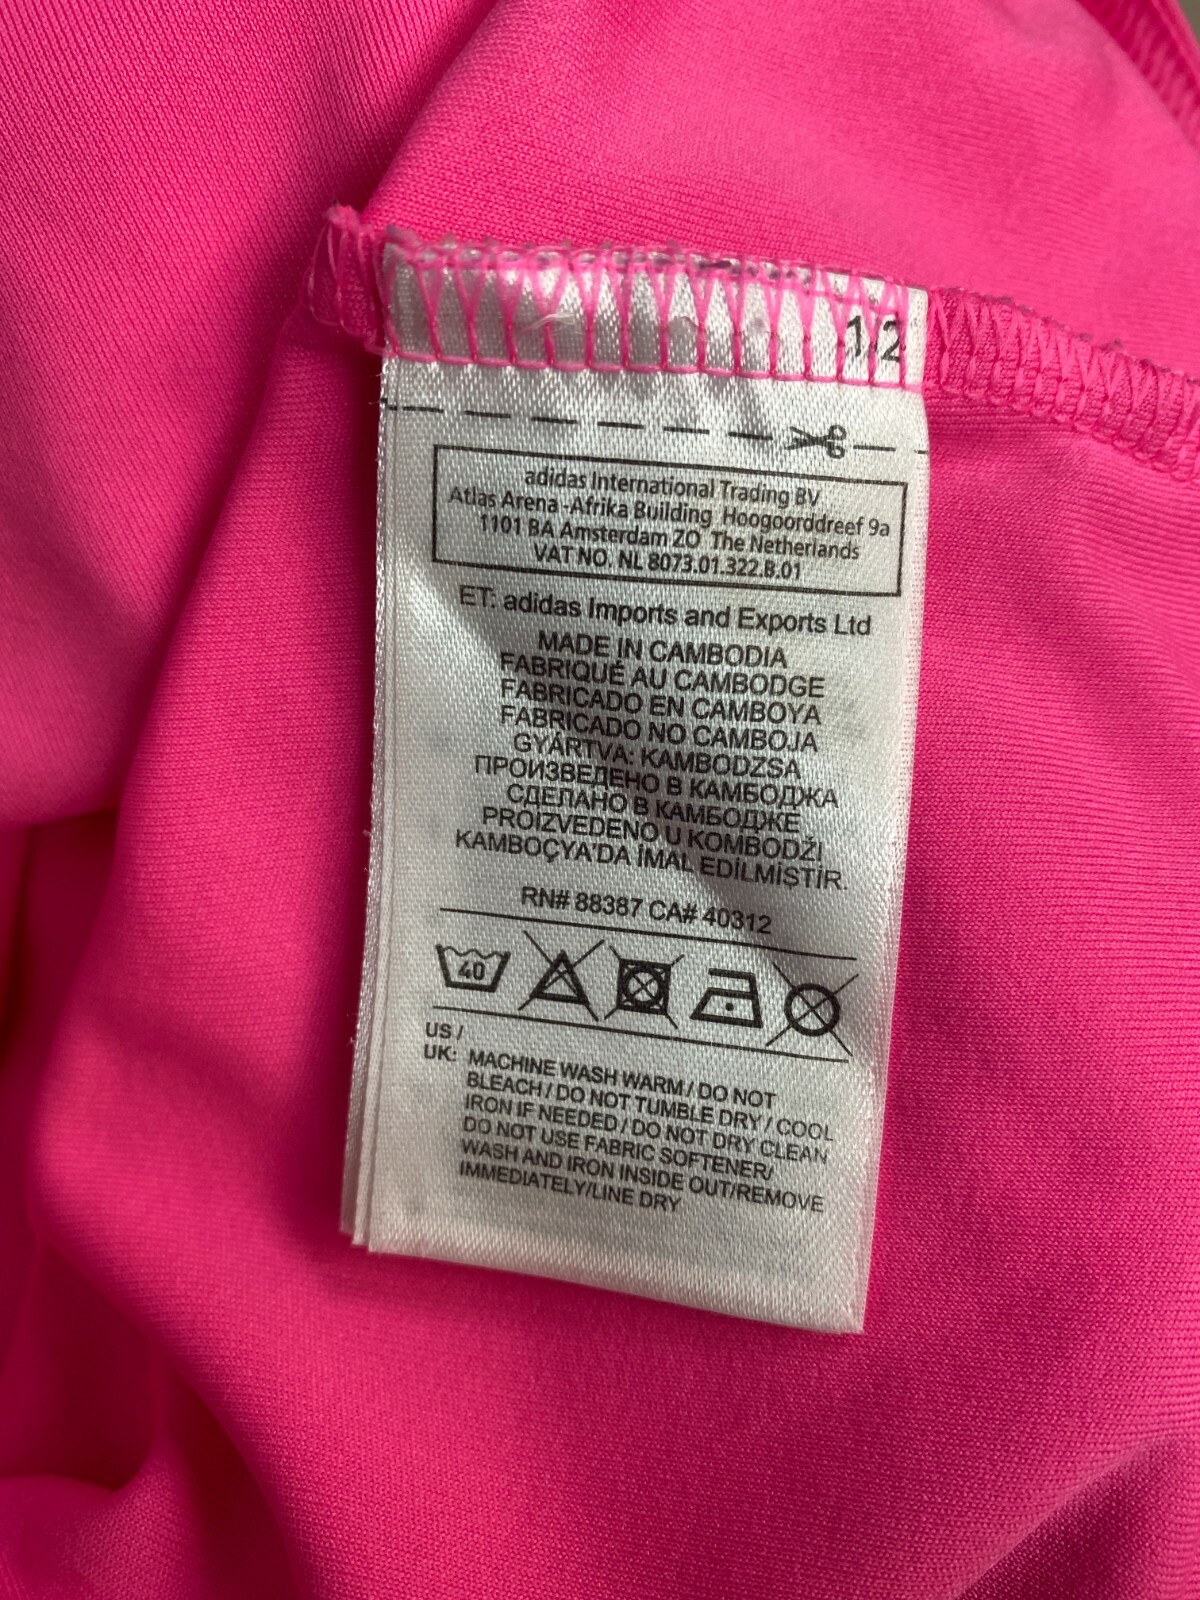 1/2
adidas International Trading BV
Atlas Arena-Afrika Building Hoogoorddreef 9a
1101 BA Amsterdam ZO The Netherlands
VAT NO. NL 8073.01.322.B.01
ET: adidas Imports and Exports Ltd
MADE IN CAMBODIA
FABRIQUÉ AU CAMBODGE
FABRICADO EN CAMBOYA
FABRICADO NO CAMBOJA
GYÁRTVA: KAMBODZSA
ПРОИЗВЕДЕНО В КАМБОДЖА
СДЕЛАНО В КАМБОДЖЕ
PROIZVEDENO U KOMBODŽI
KAMBOÇYA'DA İMAL EDİLMİSTİR.
RN# 88387 CA# 40312
40
US /
UK: MACHINE WASH WARM / DO NOT
BLEACH / DO NOT TUMBLE DRY / COOL
IRON IF NEEDED / DO NOT DRY CLEAN
DO NOT USE FABRIC SOFTENER/
WASH AND IRON INSIDE OUT/REMOVE
IMMEDIATELY/LINE DRY